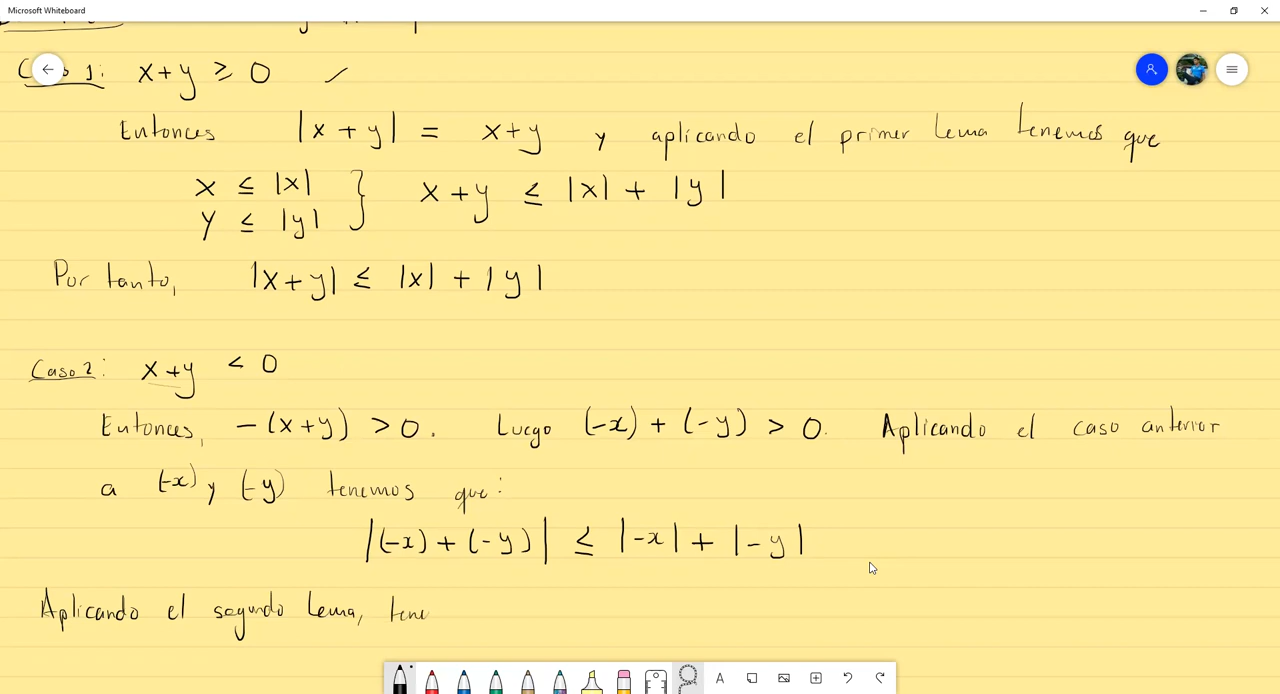 Microsoft Whiteboard
1: x+y ≥ 0
Entonces |x + y| = x+y y aplicando el primer lema tenemos que
x ≤ |x| } x+y ≤ |x| + |y|
y ≤ |y|
Por tanto, |x+y| ≤ |x| + |y|
Caso 2: x+y < 0
Entonces, -(x+y) > 0. Luego (-x) + (-y) > 0. Aplicando el caso anterior
a (-x) y (-y) tenemos que:
|(-x) + (-y)| ≤ |-x| + |-y|
Aplicando el segundo lema, tene
A